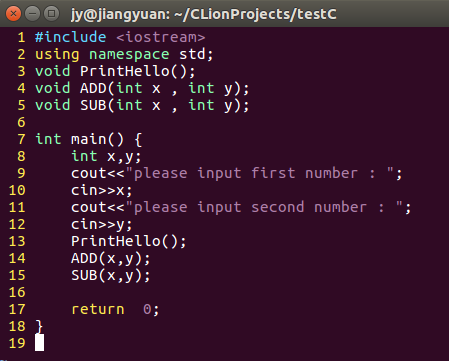 jy@jiangyuan: ~/CLionProjects/testC
1 #include <iostream>
2 using namespace std;
3 void PrintHello();
4 void ADD(int x , int y);
5 void SUB(int x , int y);
6
7 int main() {
8     int x,y;
9     cout<<"please input first number : ";
10     cin>>x;
11     cout<<"please input second number : ";
12     cin>>y;
13     PrintHello();
14     ADD(x,y);
15     SUB(x,y);
16
17     return  0;
18 }
19